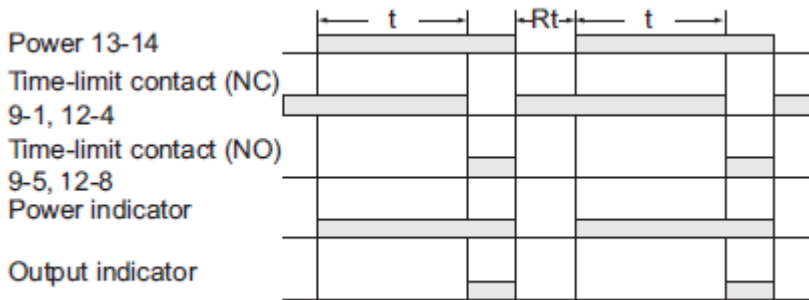 t Rt t
Power 13-14
Time-limit contact (NC)
9-1, 12-4
Time-limit contact (NO)
9-5, 12-8
Power indicator
Output indicator